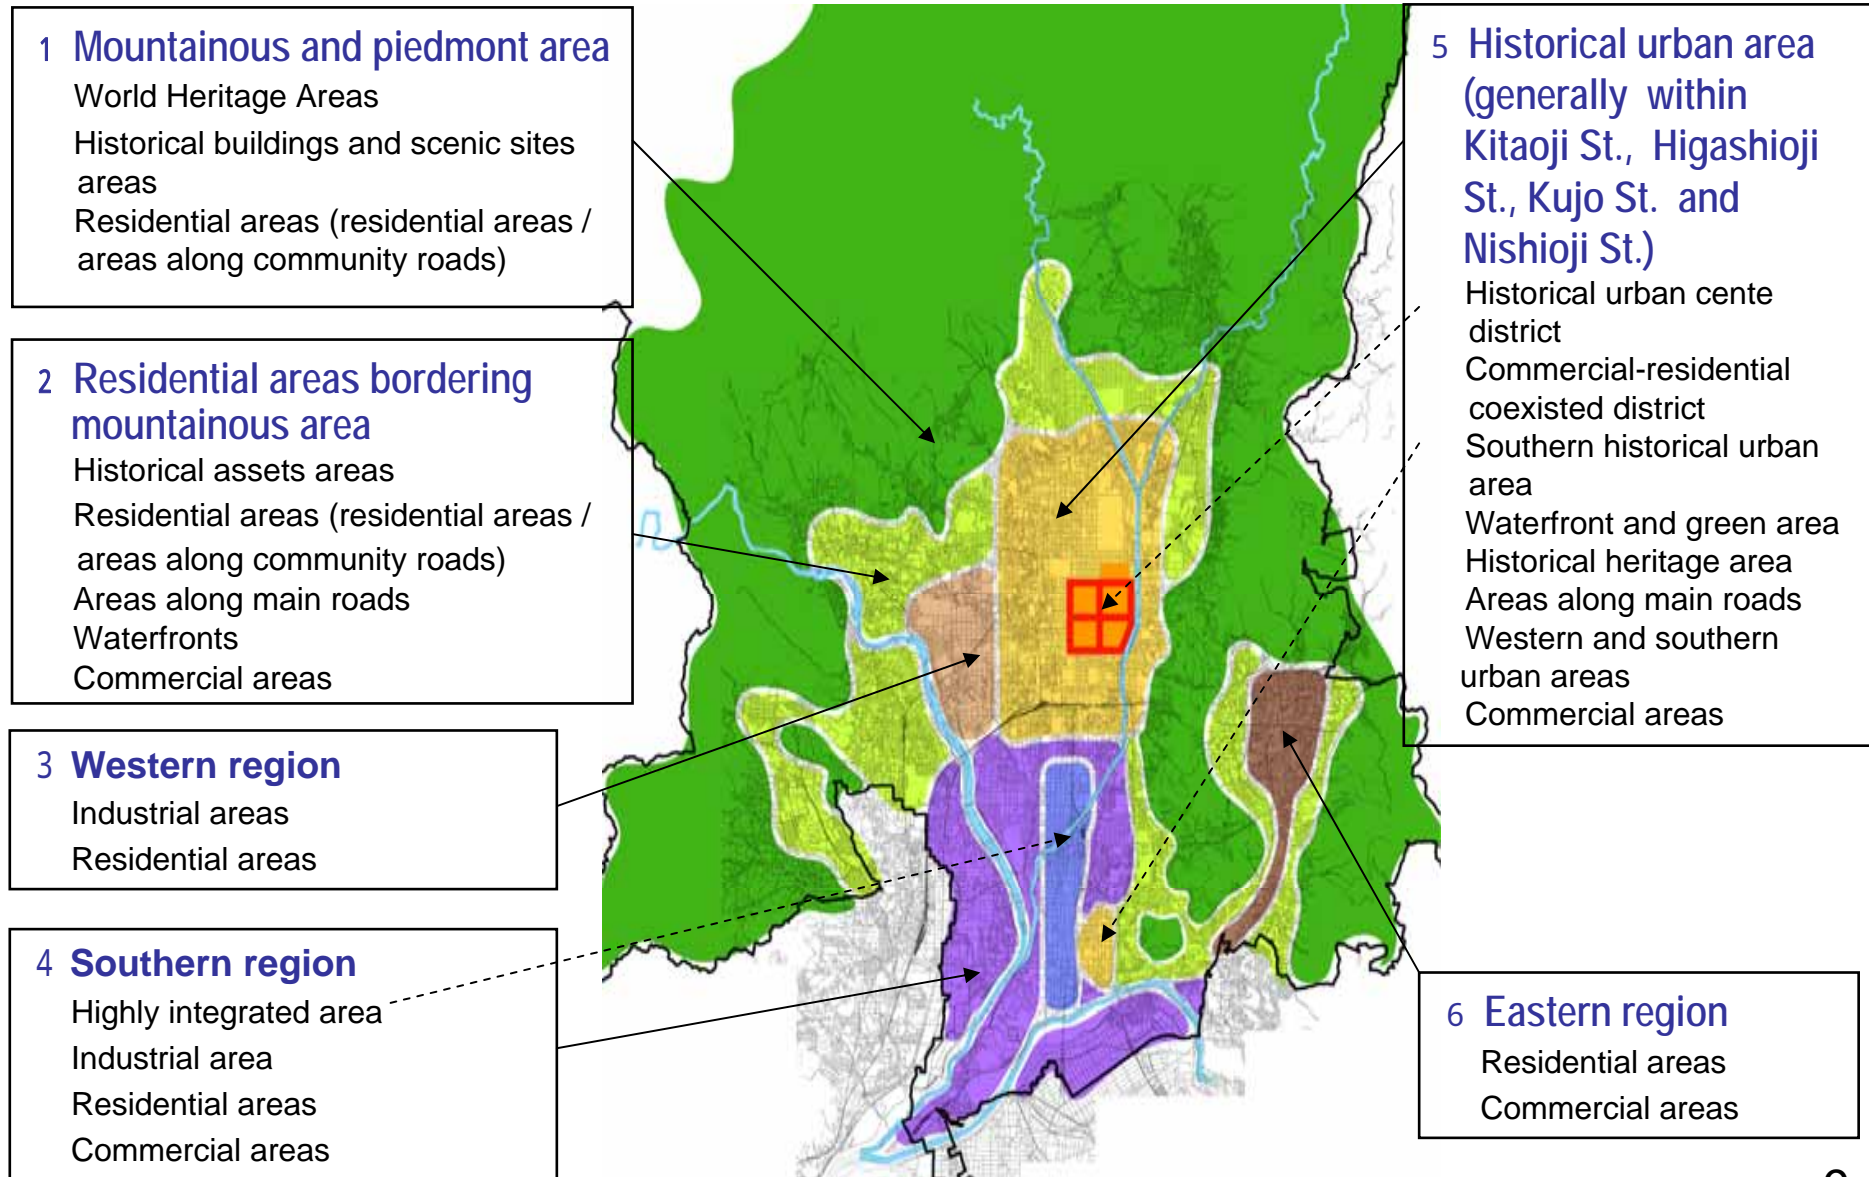 1 Mountainous and piedmont area
World Heritage Areas
Historical buildings and scenic sites
areas
Residential areas (residential areas /
areas along community roads)
2 Residential areas bordering
mountainous area
Historical assets areas
Residential areas (residential areas /
areas along community roads)
Areas along main roads
Waterfronts
Commercial areas
3 Western region
Industrial areas
Residential areas
4 Southern region
Highly integrated area
Industrial area
Residential areas
Commercial areas
5 Historical urban area
(generally within
Kitaoji St., Higashioji
St., Kujo St. and
Nishioji St.)
Historical urban cente
district
Commercial-residential
coexisted district
Southern historical urban
area
Waterfront and green area
Historical heritage area
Areas along main roads
Western and southern
urban areas
Commercial areas
6 Eastern region
Residential areas
Commercial areas